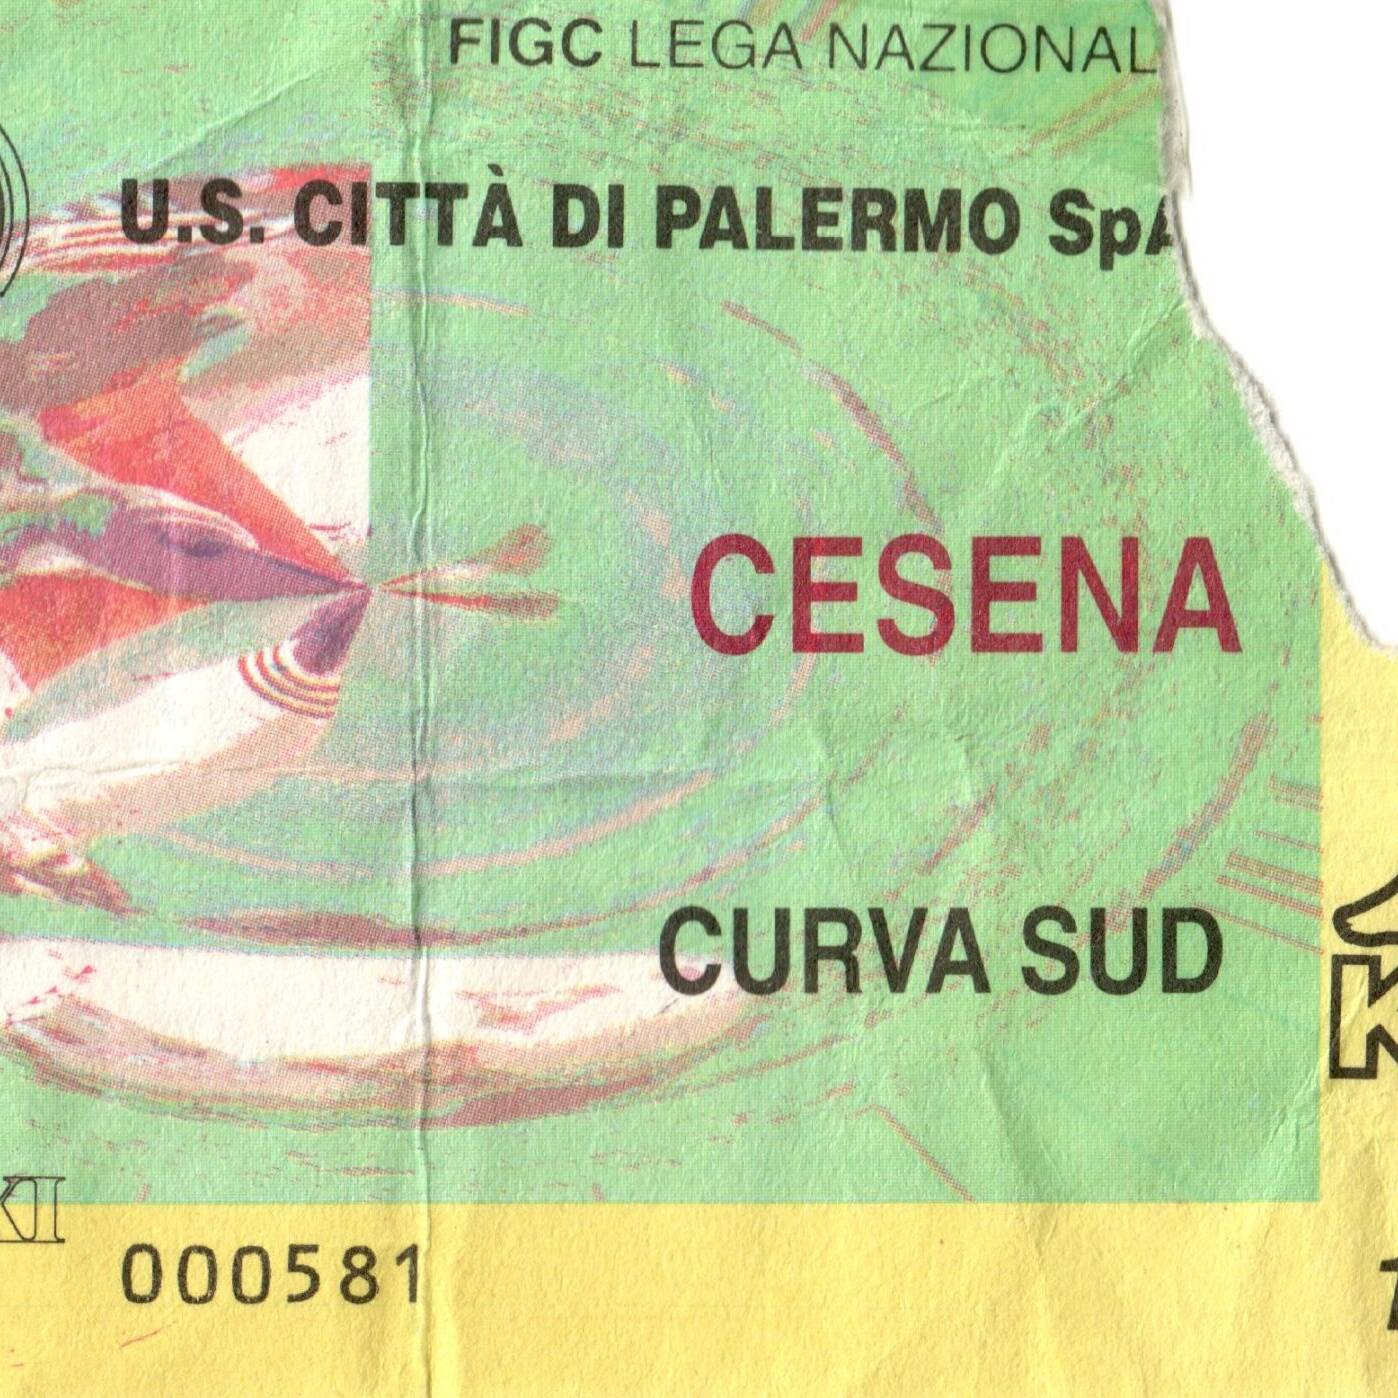 FIGC LEGA NAZIONAL
U.S. CITTÀ DI PALERMO SpA
CESENA
CURVA SUD
000581